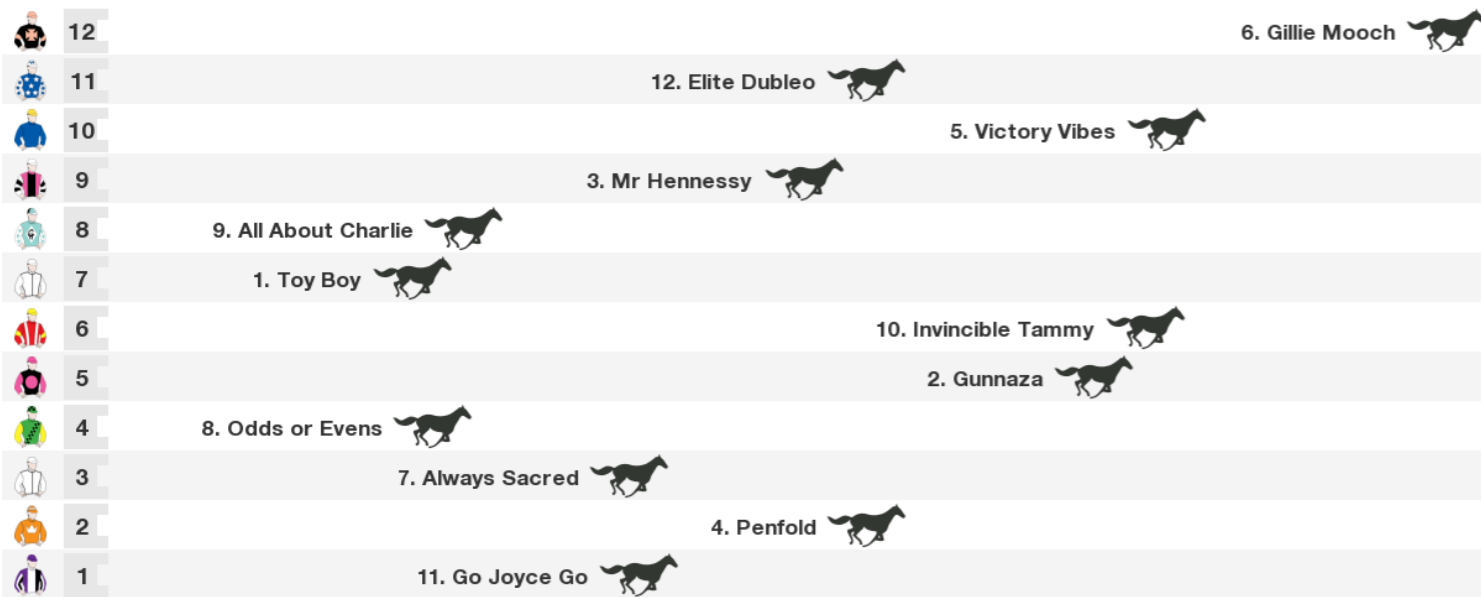 12 6. Gillie Mooch
11 12. Elite Dubleo
10 5. Victory Vibes
9 3. Mr Hennessy
8 9. All About Charlie
7 1. Toy Boy
6 10. Invincible Tammy
5 2. Gunnaza
4 8. Odds or Evens
3 7. Always Sacred
2 4. Penfold
1 11. Go Joyce Go